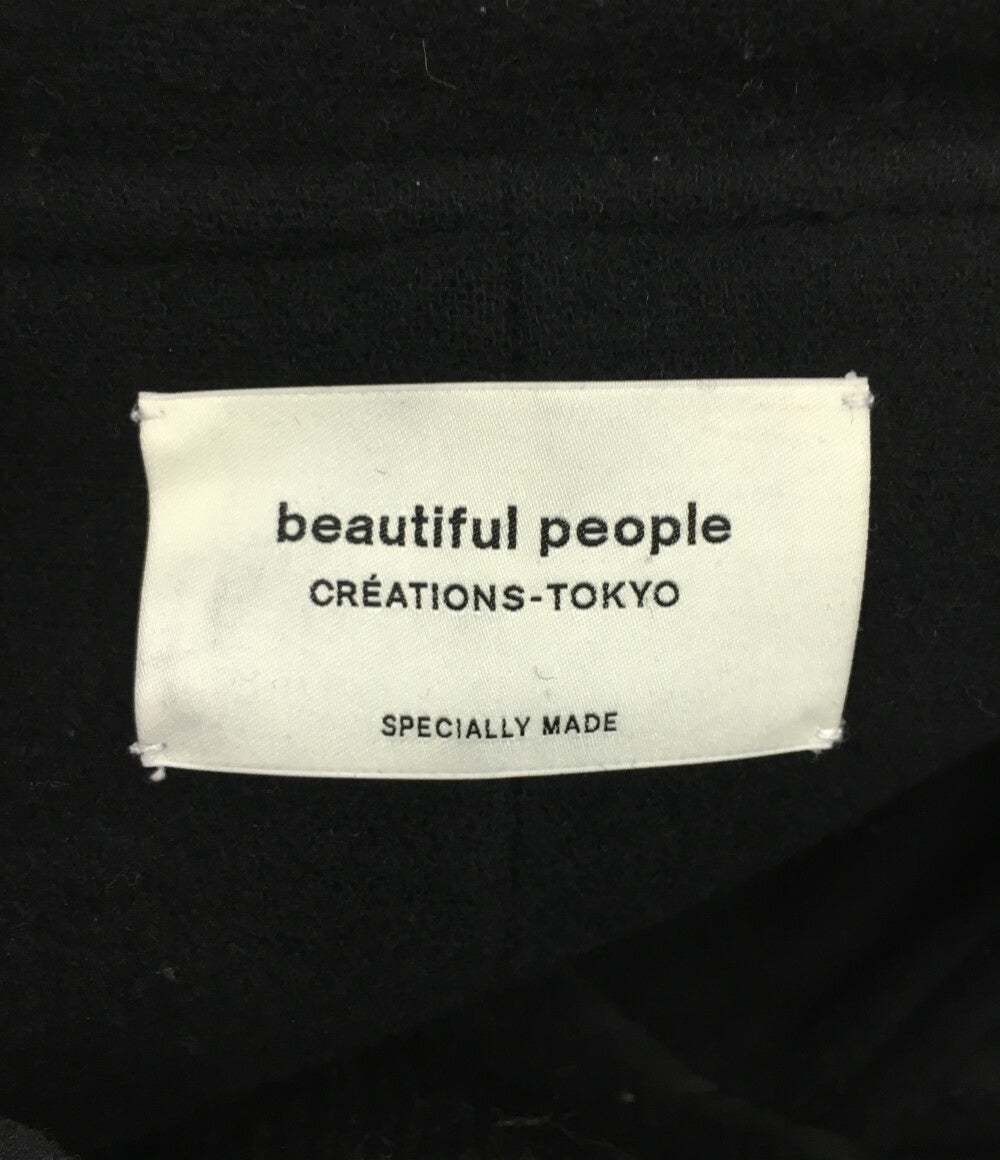 beautiful people
CRÉATIONS-TOKYO
SPECIALLY MADE